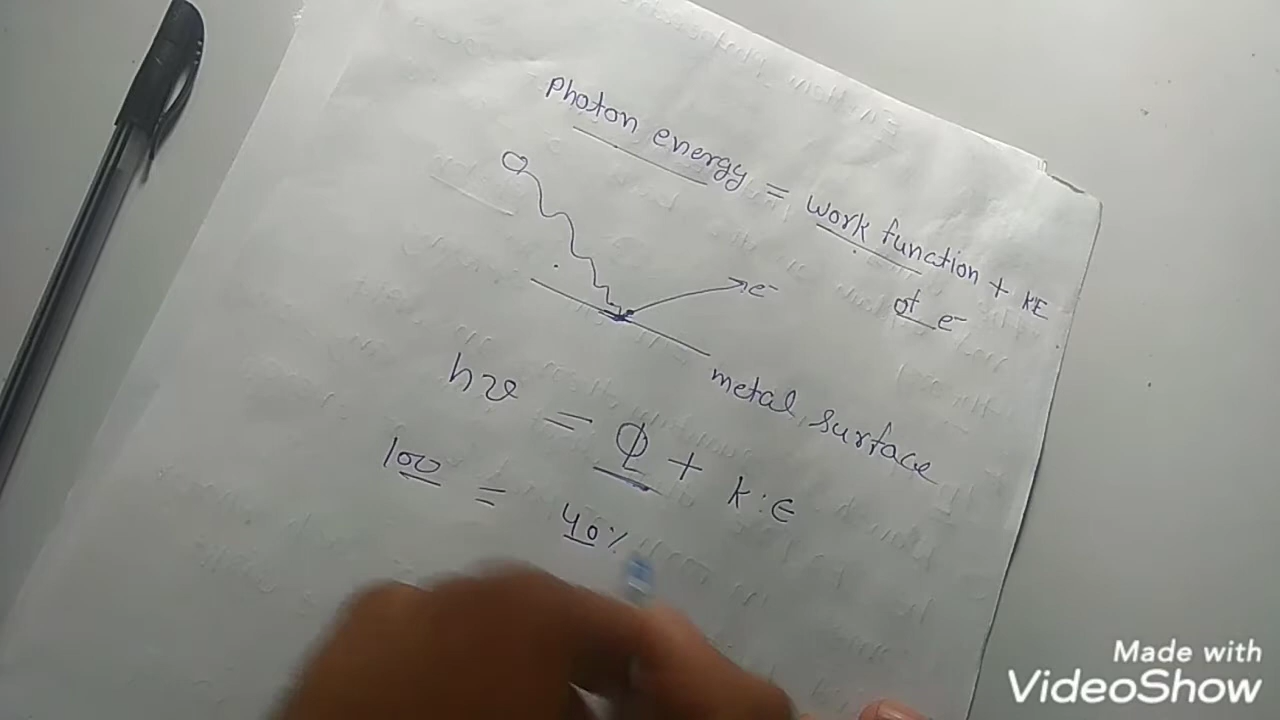 Photon energy = work function + KE
of e-
e-
metal surface
hν = Φ + K.E
100 = 40%
Made with
VideoShow